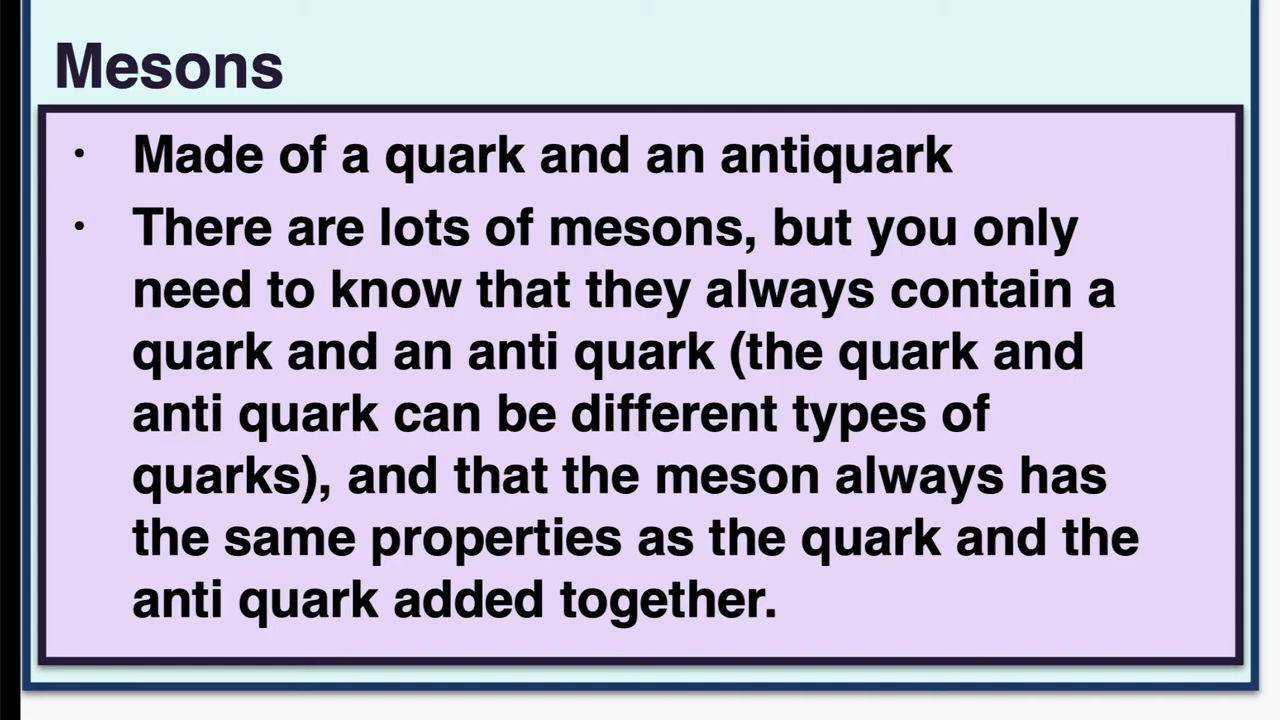 Mesons
· Made of a quark and an antiquark
· There are lots of mesons, but you only
need to know that they always contain a
quark and an anti quark (the quark and
anti quark can be different types of
quarks), and that the meson always has
the same properties as the quark and the
anti quark added together.